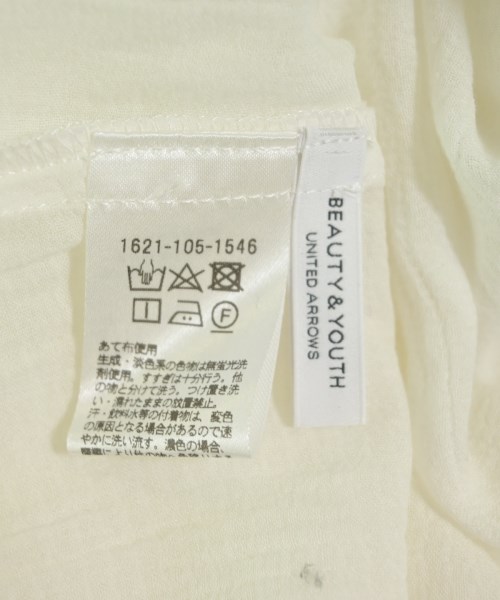 1621-105-1546
F
あて布使用
生成・淡色系の色物は無蛍光洗
剤使用。すすぎは十分行う。他
の物と分けて洗う。つけ置き洗
い・濡れたままの放置禁止。
汗・飲料水等の付着物は、変色
の原因となる場合があるので速
やかに洗い流す。濃色の場合、
BEAUTY & YOUTH
UNITED ARROWS